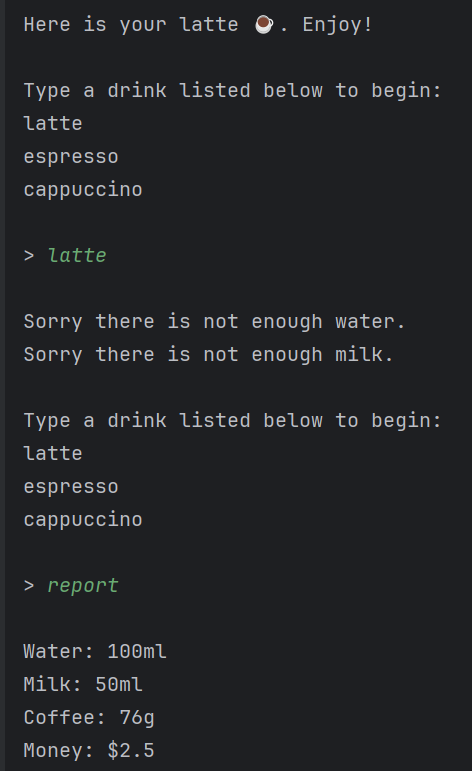 Here is your latte ☕. Enjoy!
Type a drink listed below to begin:
latte
espresso
cappuccino
> latte
Sorry there is not enough water.
Sorry there is not enough milk.
Type a drink listed below to begin:
latte
espresso
cappuccino
> report
Water: 100ml
Milk: 50ml
Coffee: 76g
Money: $2.5